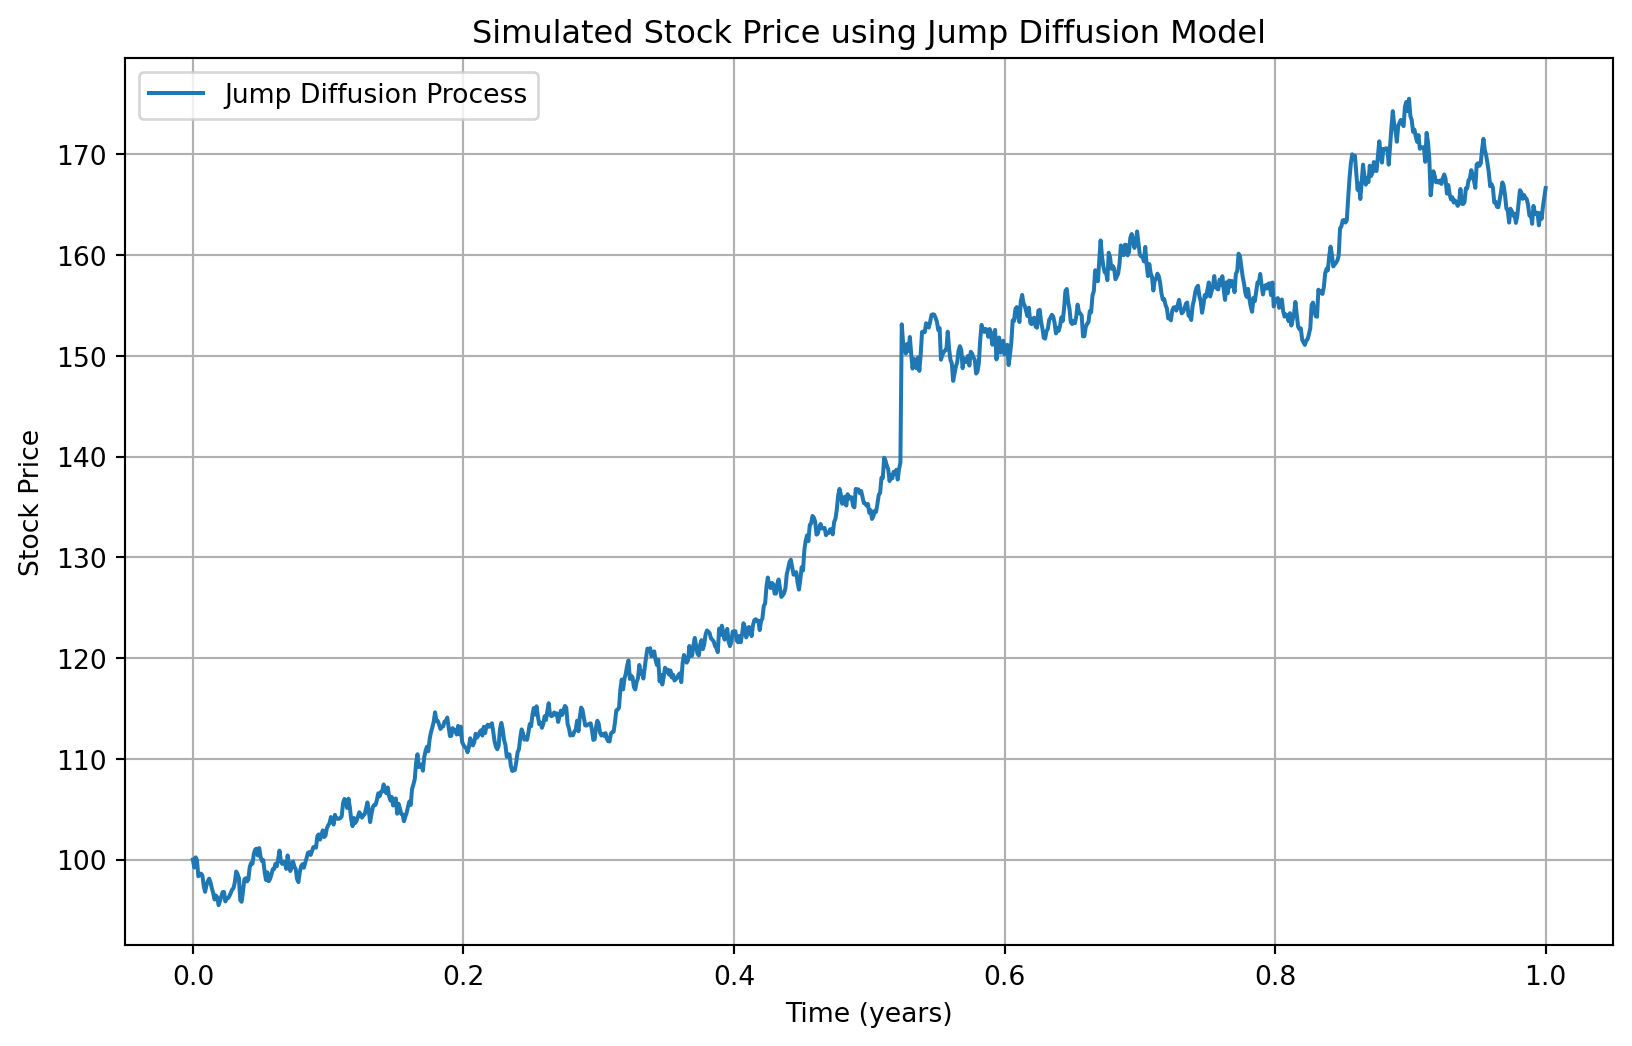 Simulated Stock Price using Jump Diffusion Model
Jump Diffusion Process
Stock Price
170
160
150
140
130
120
110
100
0.0 0.2 0.4 0.6 0.8 1.0
Time (years)